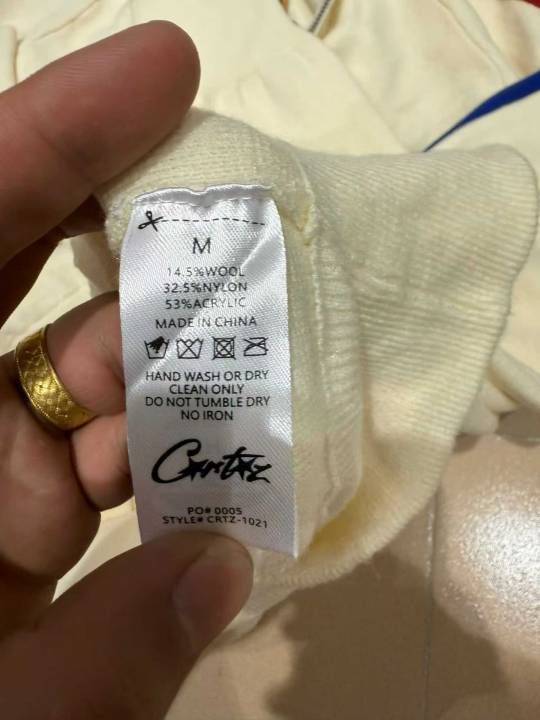 M
14.5%WOOL
32.5%NYLON
53%ACRYLIC
MADE IN CHINA
HAND WASH OR DRY
CLEAN ONLY
DO NOT TUMBLE DRY
NO IRON
Crtz
PO# 0005
STYLE# CRTZ-1021